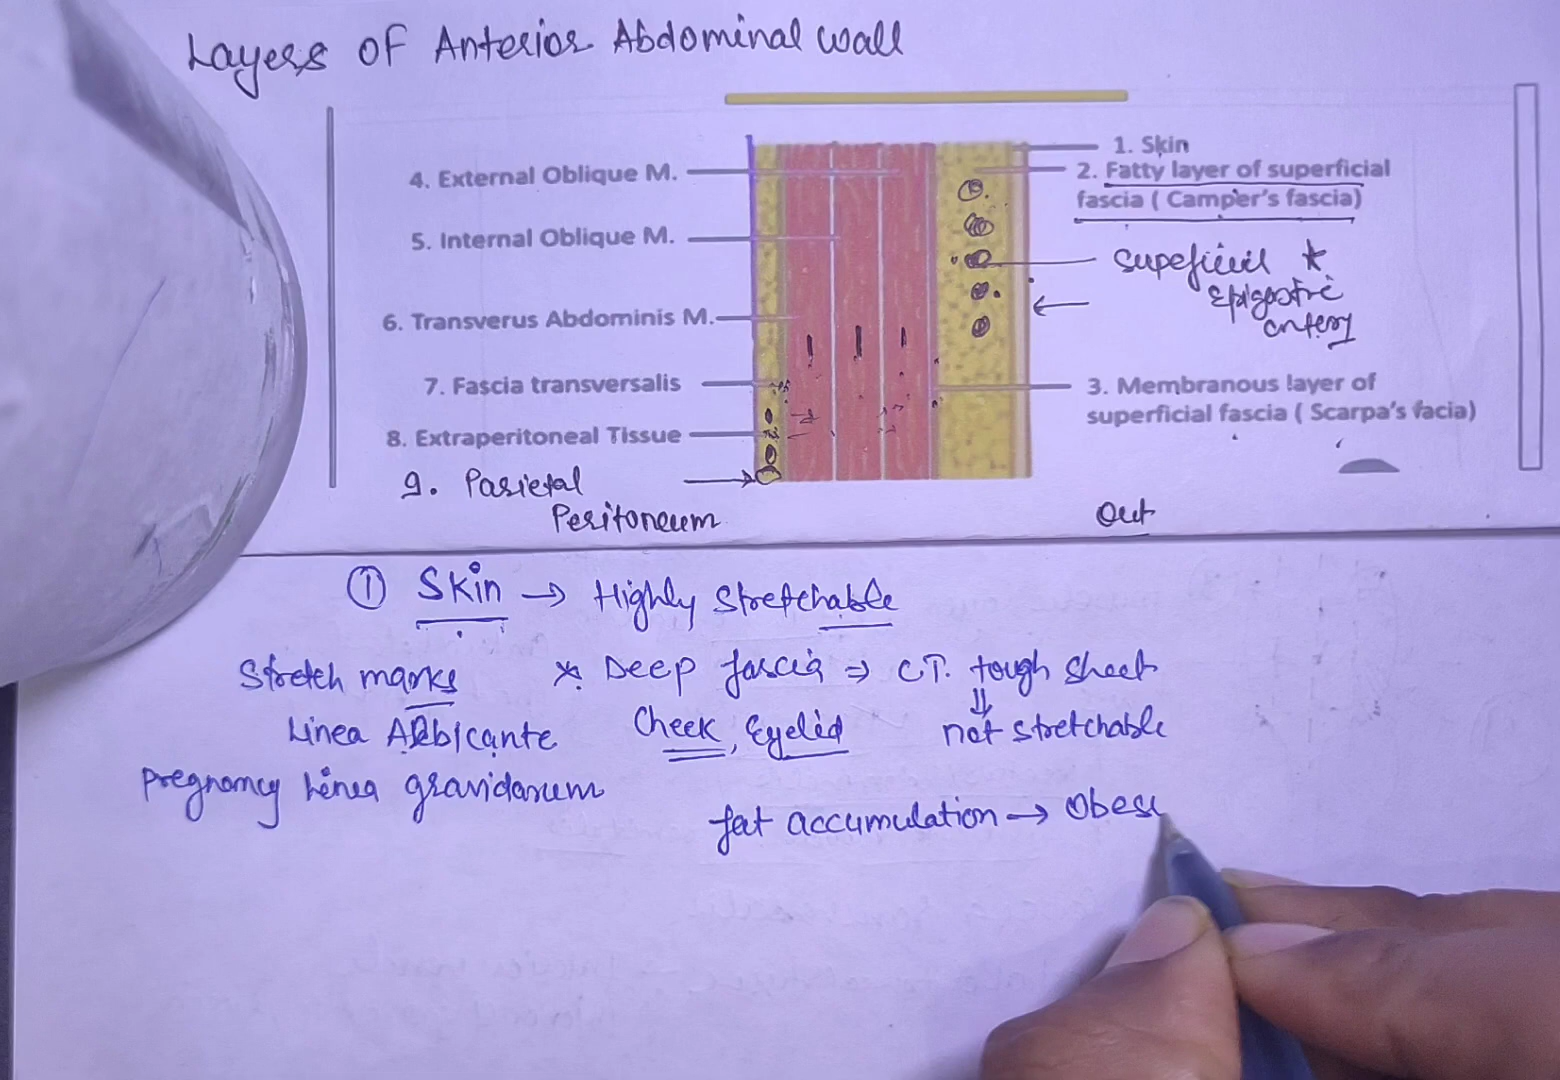 Layers of Anterior Abdominal wall
1. Skin
2. Fatty layer of superficial
fascia ( Camper's fascia)
Supeficial *
Epigastric
artery
3. Membranous layer of
superficial fascia ( Scarpa's facia)
4. External Oblique M.
5. Internal Oblique M.
6. Transverus Abdominis M.
7. Fascia transversalis
8. Extraperitoneal Tissue
9. Parietal
Peritoneum
Out
① Skin → Highly Stretchable
Stretch marks
* Deep fascia ⇒ C.T. tough sheet
⇓
Linea Albicante
Cheek, Eyelid
not stretchable
Pregnancy Linea gravidarum
fat accumulation → Obes